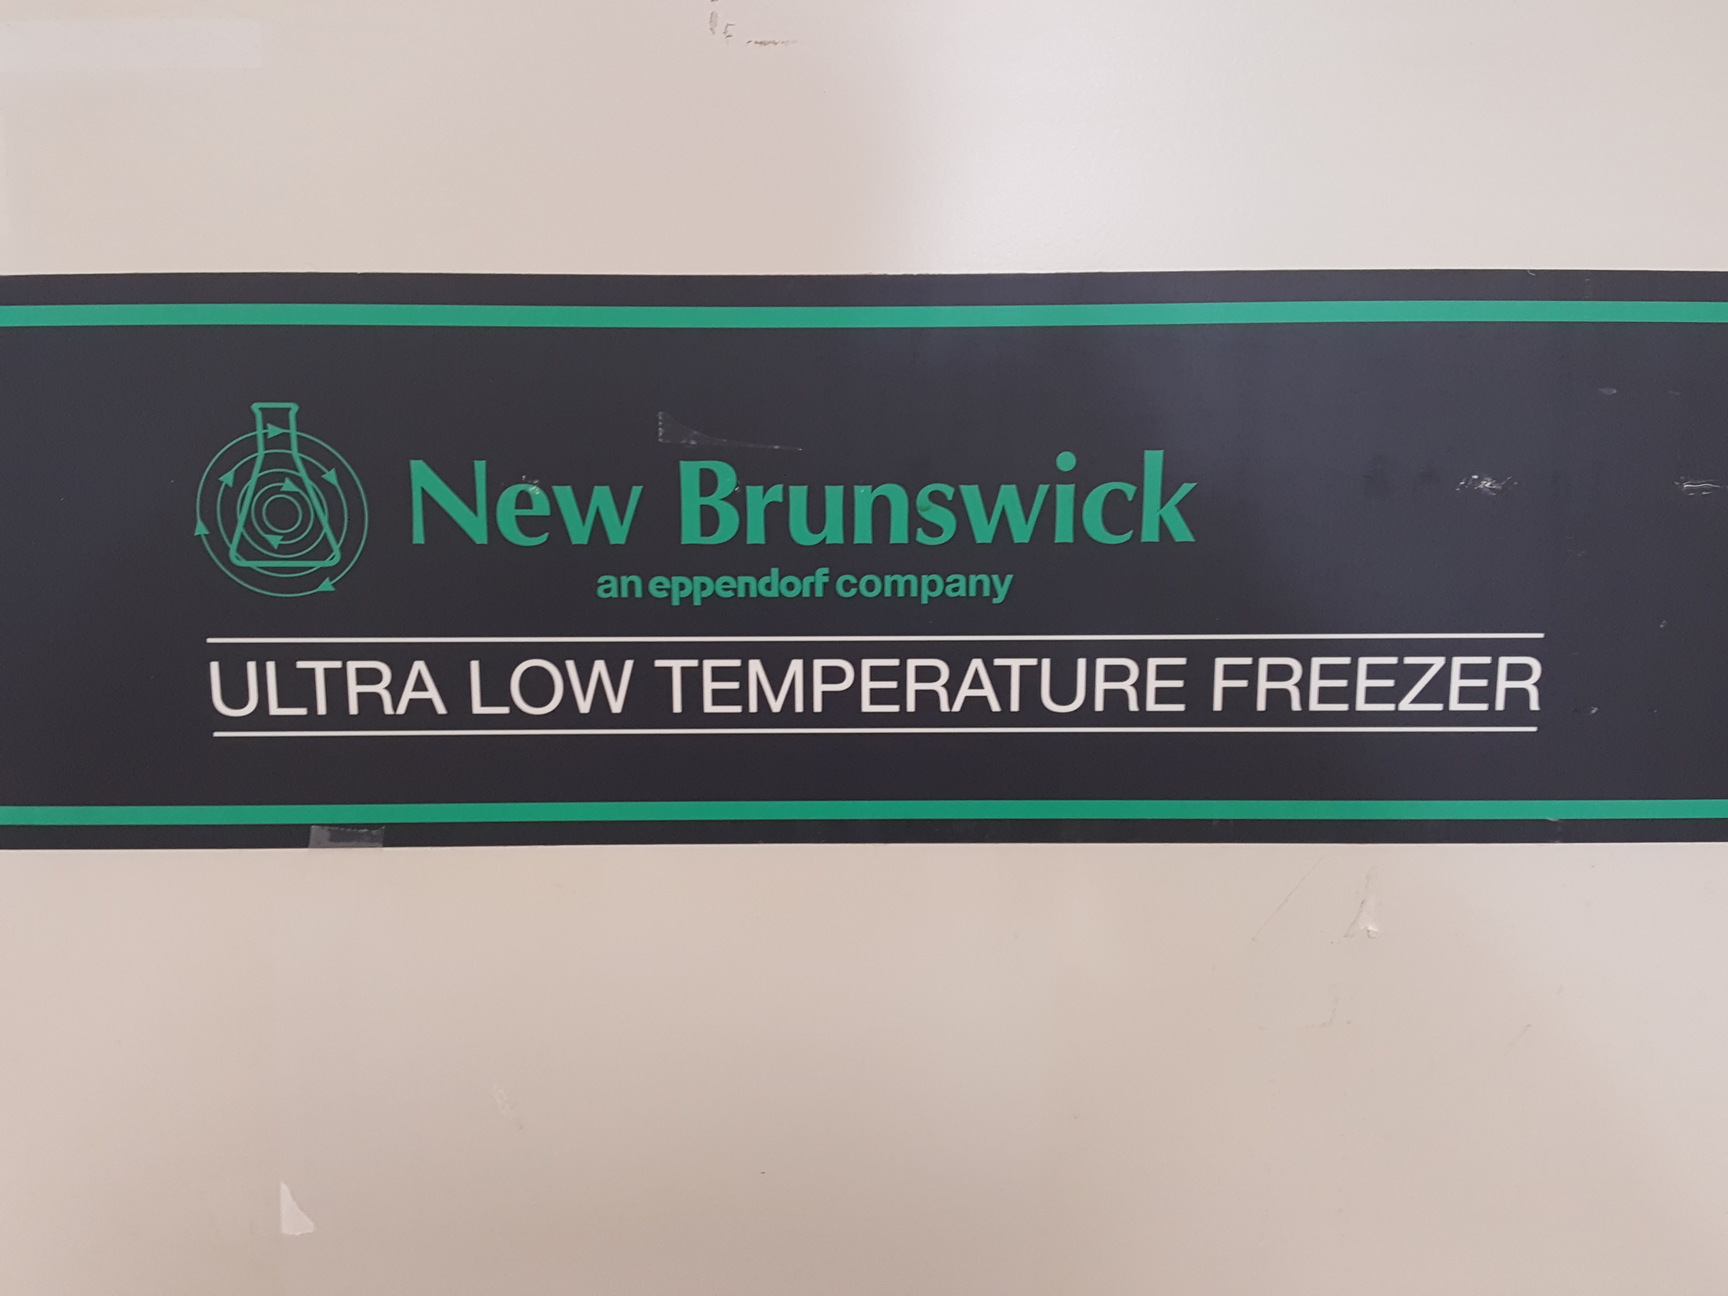 New Brunswick
an eppendorf company
ULTRA LOW TEMPERATURE FREEZER